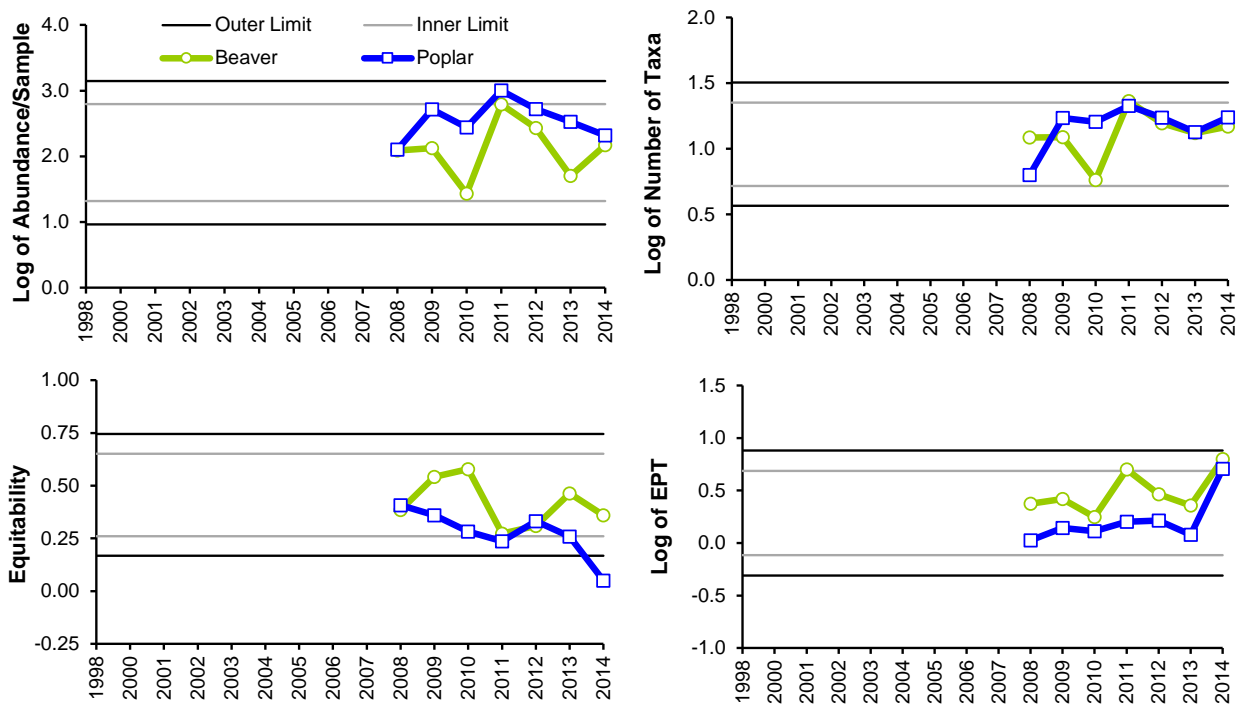 Outer Limit Inner Limit
Beaver Poplar
Log of Abundance/Sample
4.0
3.0
2.0
1.0
0.0
1998 2000 2001 2002 2003 2004 2005 2006 2007 2008 2009 2010 2011 2012 2013 2014
Log of Number of Taxa
2.0
1.5
1.0
0.5
0.0
1998 2000 2001 2002 2003 2004 2005 2006 2007 2008 2009 2010 2011 2012 2013 2014
Equitability
1.00
0.75
0.50
0.25
0.00
-0.25
1998 2000 2001 2002 2003 2004 2005 2006 2007 2008 2009 2010 2011 2012 2013 2014
Log of EPT
1.5
1.0
0.5
0.0
-0.5
-1.0
1998 2000 2001 2002 2003 2004 2005 2006 2007 2008 2009 2010 2011 2012 2013 2014